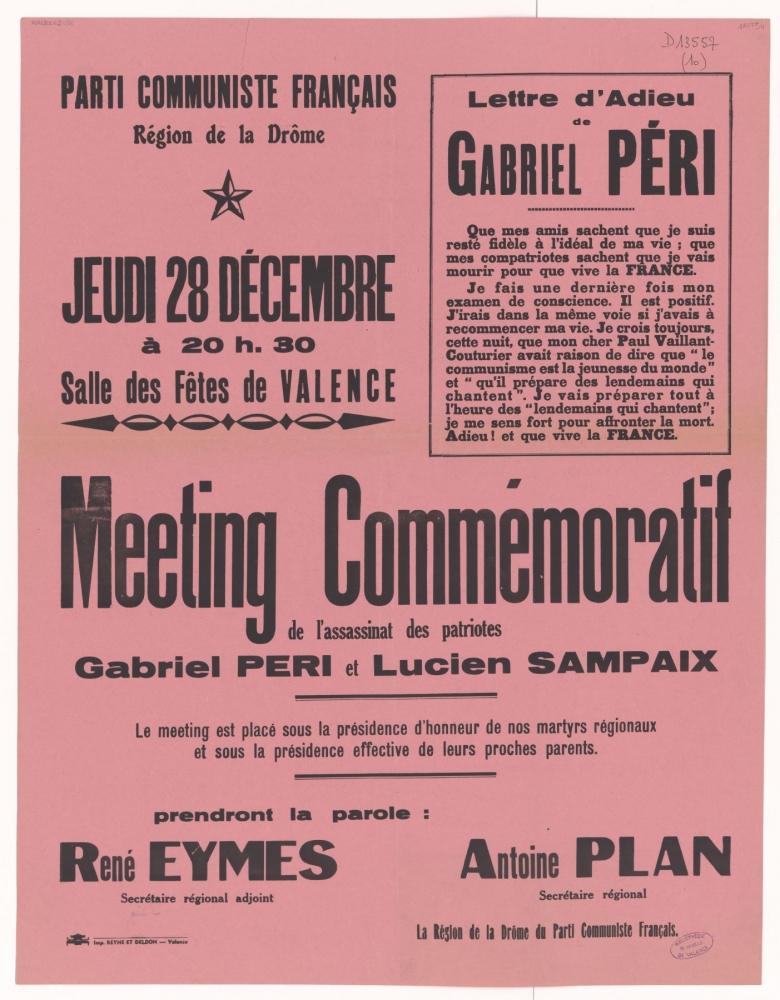 D13557
(10)
PARTI COMMUNISTE FRANÇAIS
Région de la Drôme
JEUDI 28 DÉCEMBRE
à 20 h. 30
Salle des Fêtes de VALENCE
Lettre d'Adieu
de
GABRIEL PÉRI
Que mes amis sachent que je suis
resté fidèle à l'idéal de ma vie ; que
mes compatriotes sachent que je vais
mourir pour que vive la FRANCE.
Je fais une dernière fois mon
examen de conscience. Il est positif.
J'irais dans la même voie si j'avais à
recommencer ma vie. Je crois toujours,
cette nuit, que mon cher Paul Vaillant-
Couturier avait raison de dire que " le
communisme est la jeunesse du monde"
et " qu'il prépare des lendemains qui
chantent ". Je vais préparer tout à
l'heure des "lendemains qui chantent";
je me sens fort pour affronter la mort.
Adieu ! et que vive la FRANCE.
Meeting Commémoratif
de l'assassinat des patriotes
Gabriel PERI et Lucien SAMPAIX
Le meeting est placé sous la présidence d'honneur de nos martyrs régionaux
et sous la présidence effective de leurs proches parents.
prendront la parole :
René EYMES
Secrétaire régional adjoint
Antoine PLAN
Secrétaire régional
La Région de la Drôme du Parti Communiste Français.
Imp. REYNE ET DELDON — Valence